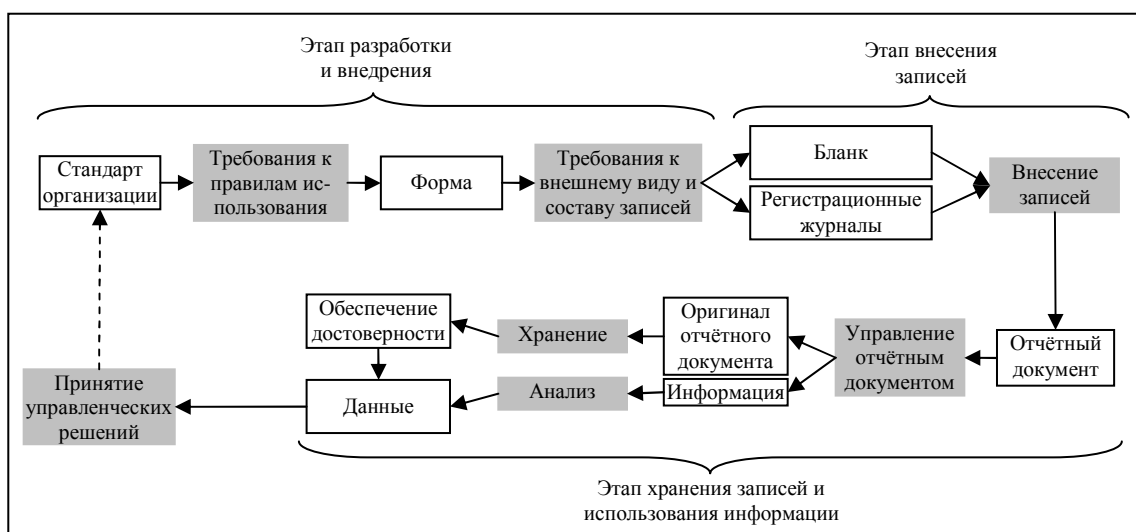 Этап разработки
и внедрения
Этап внесения
записей
Стандарт
организации
Требования к
правилам ис-
пользования
Форма
Требования к
внешнему виду и
составу записей
Бланк
Регистрационные
журналы
Внесение
записей
Обеспечение
достоверности
Хранение
Оригинал
отчётного
документа
Управление
отчётным
документом
Отчётный
документ
Принятие
управленческих
решений
Данные
Анализ
Информация
Этап хранения записей и
использования информации